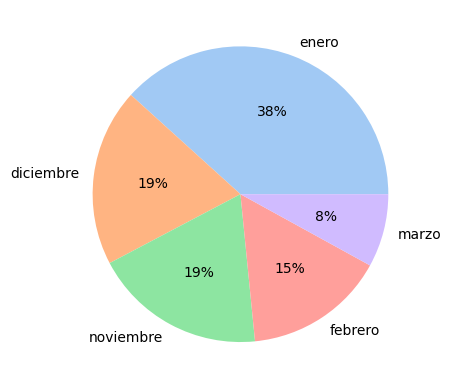 enero
38%
diciembre
19%
noviembre
19%
febrero
15%
marzo
8%